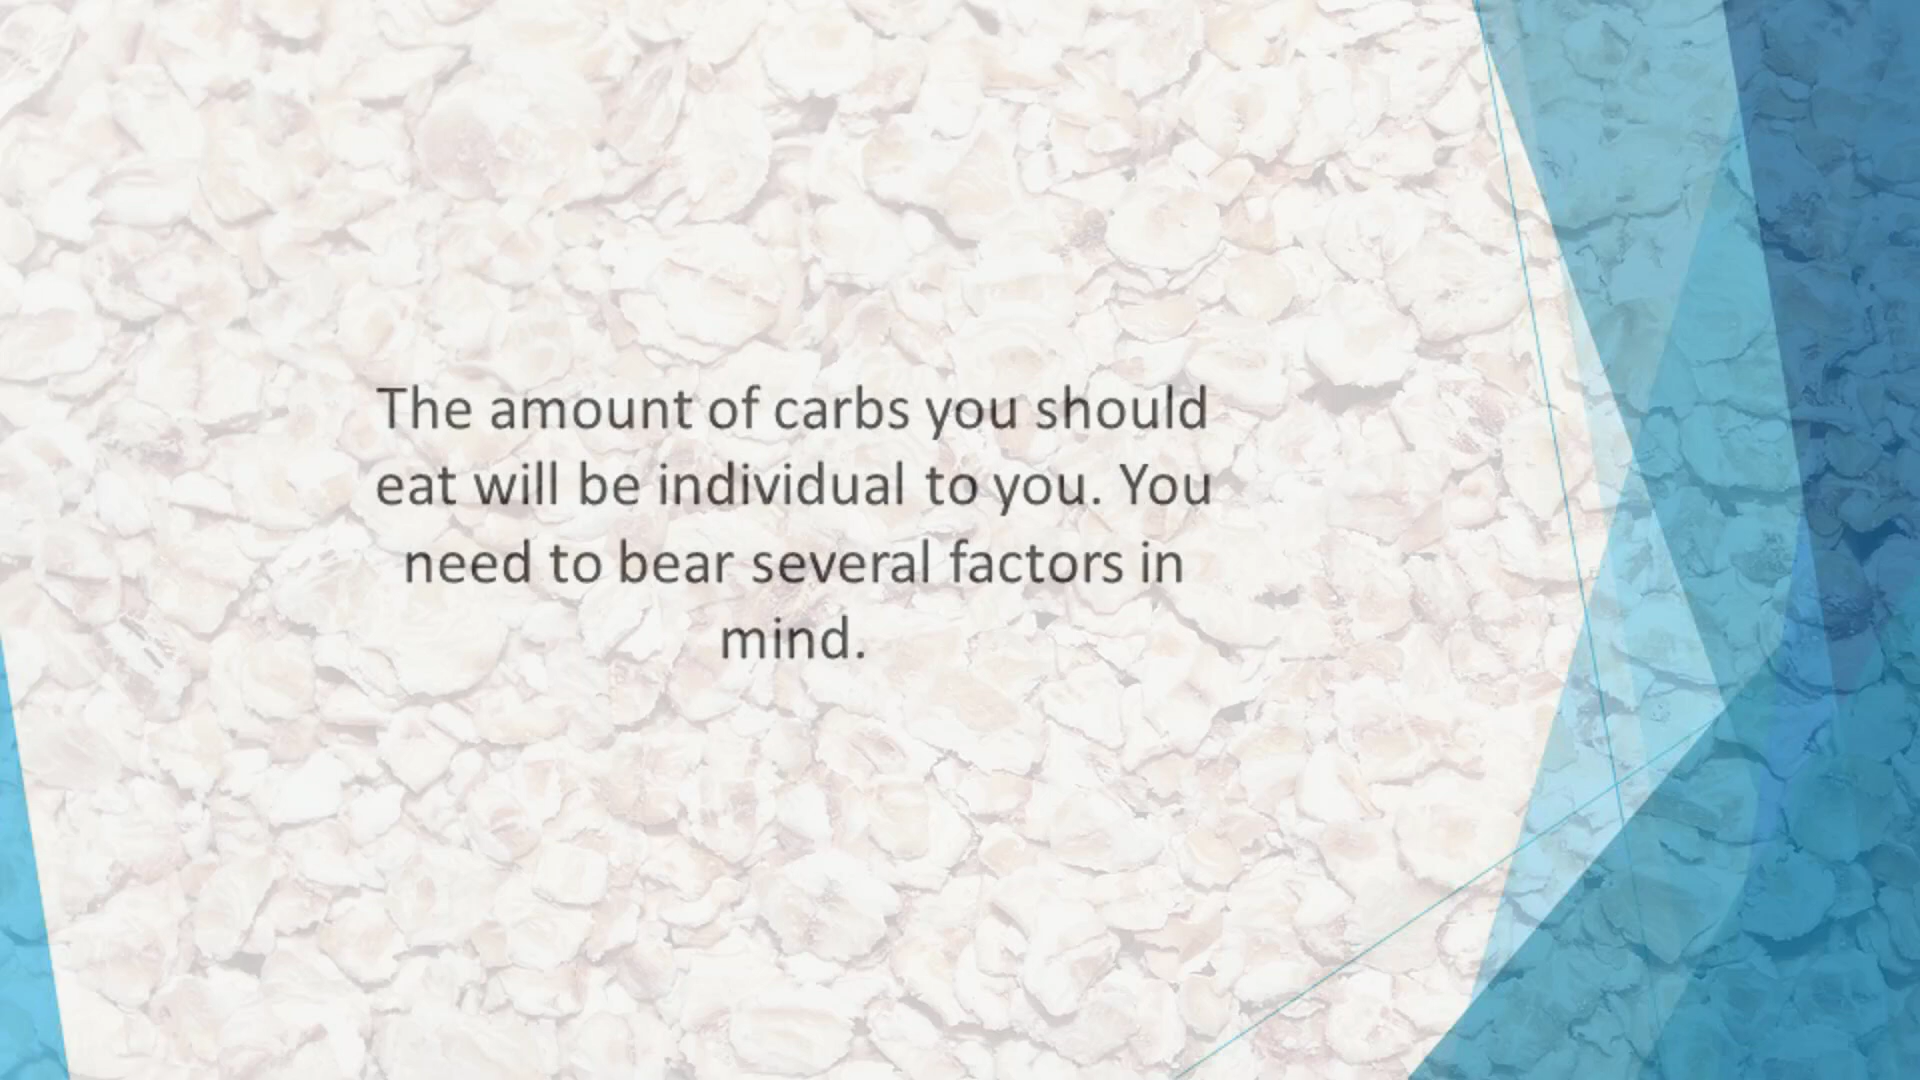 The amount of carbs you should
eat will be individual to you. You
need to bear several factors in
mind.